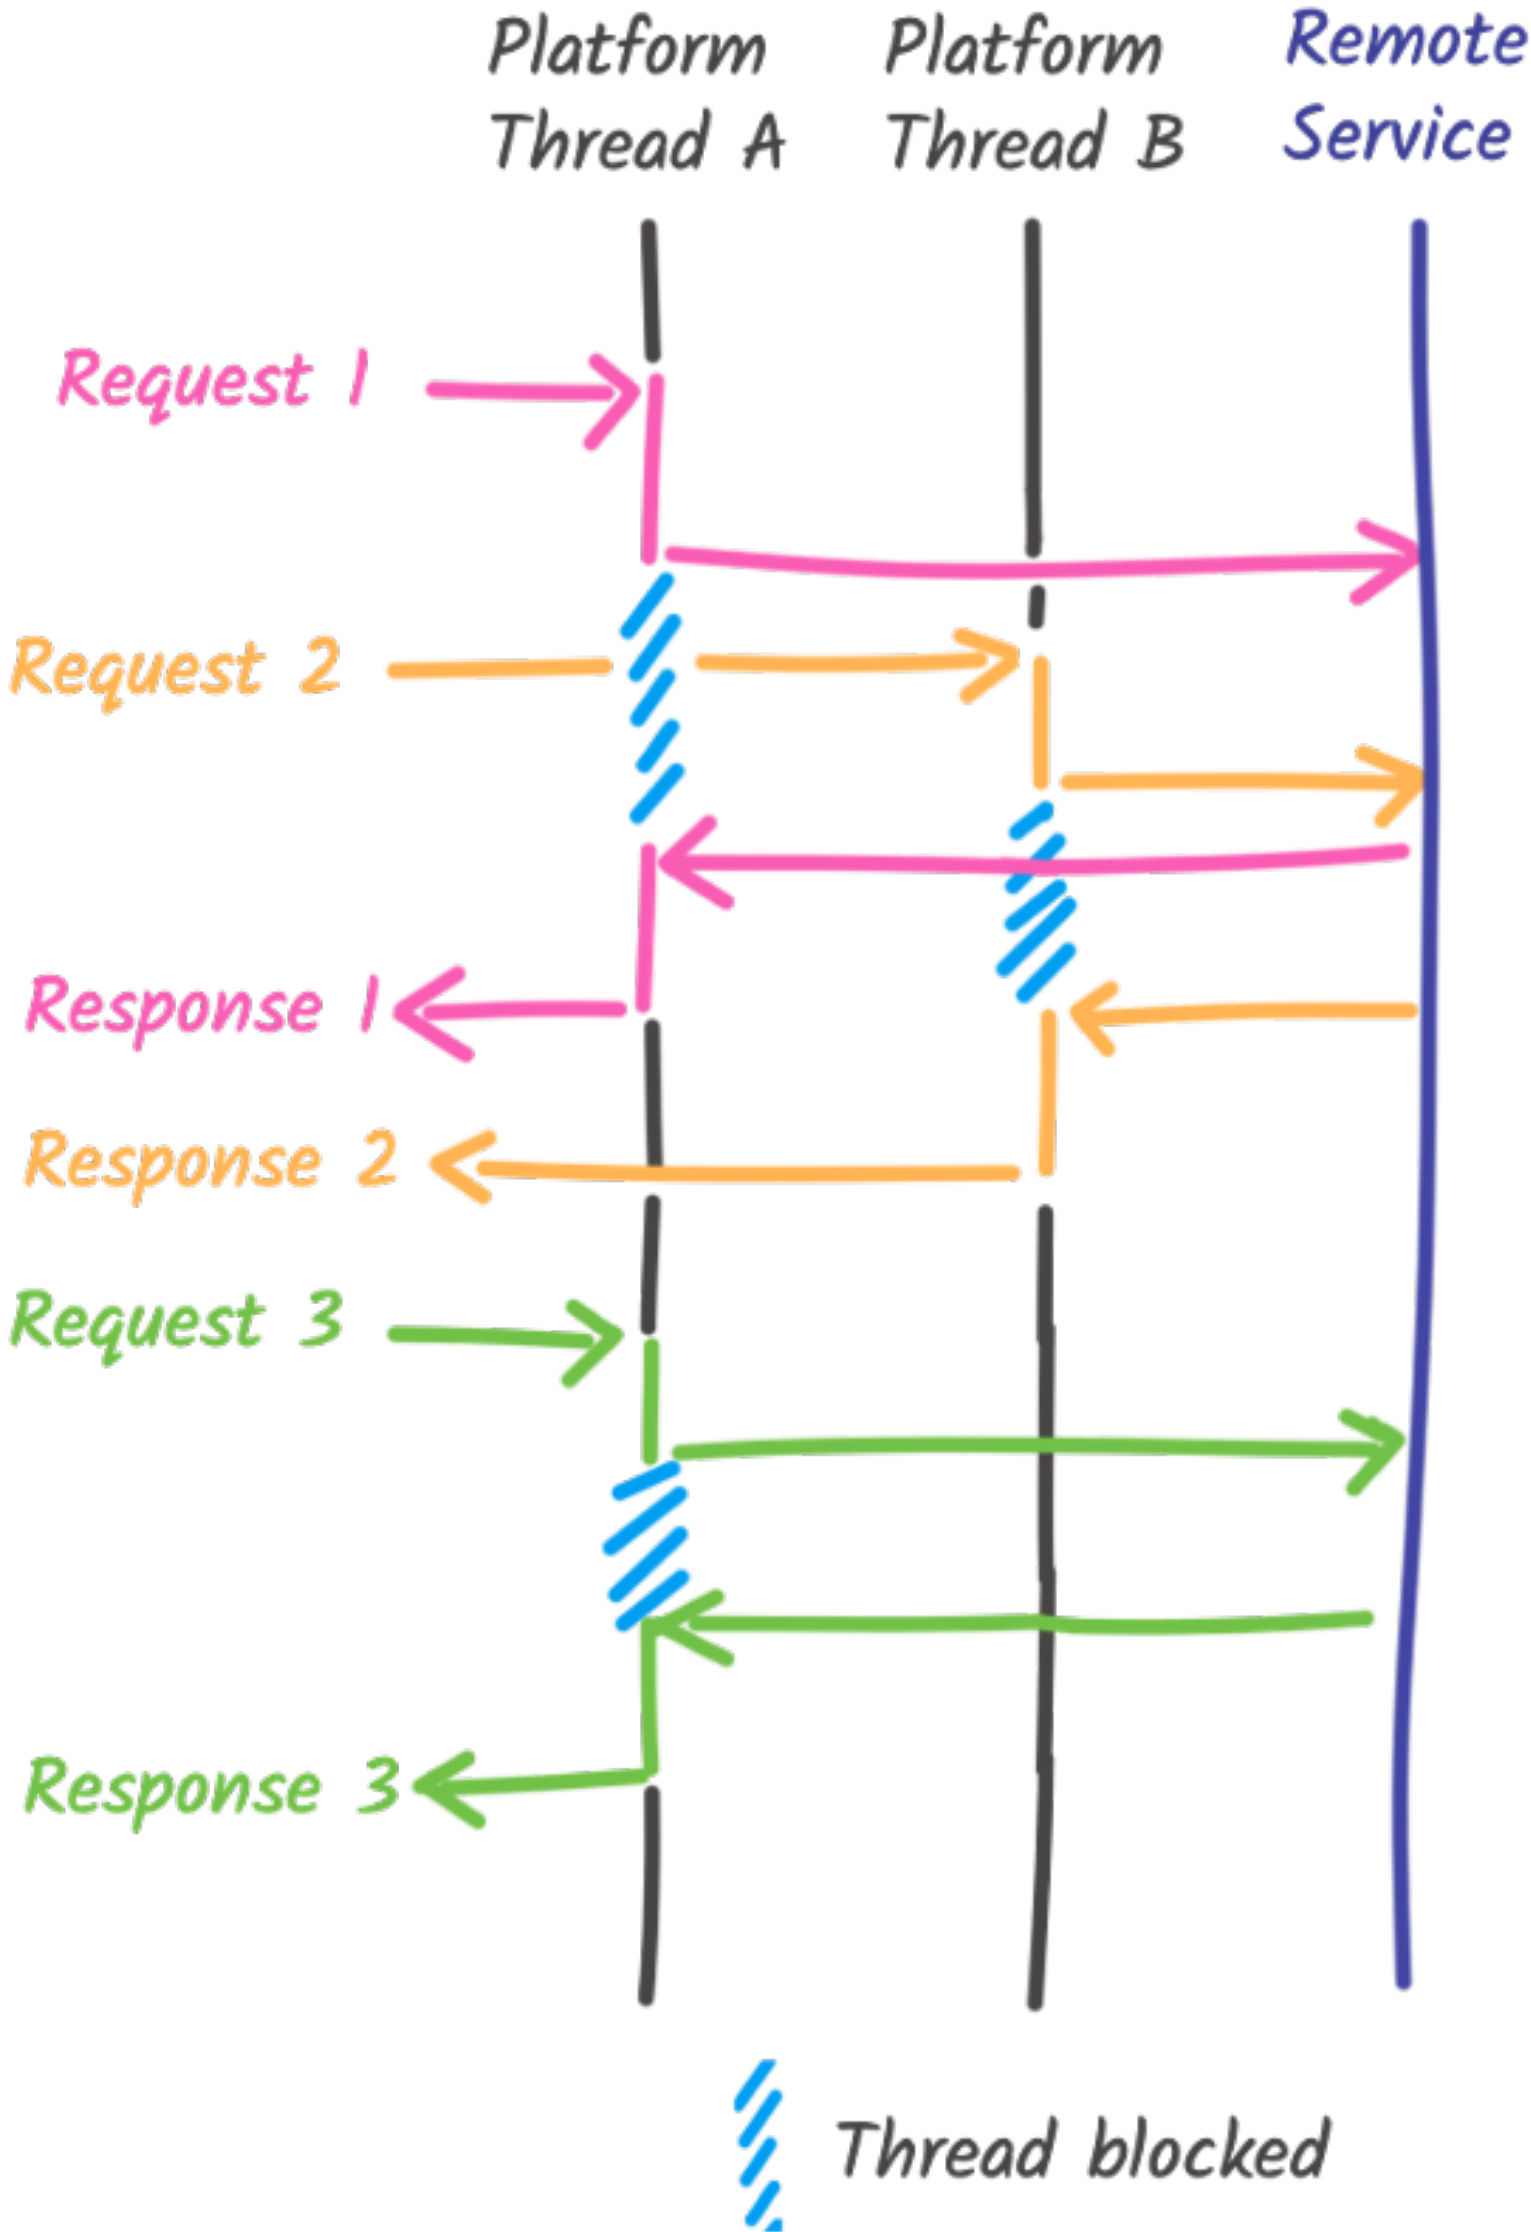 Platform
Thread A
Platform
Thread B
Remote
Service
Request 1
Request 2
Response 1
Response 2
Request 3
Response 3
Thread blocked